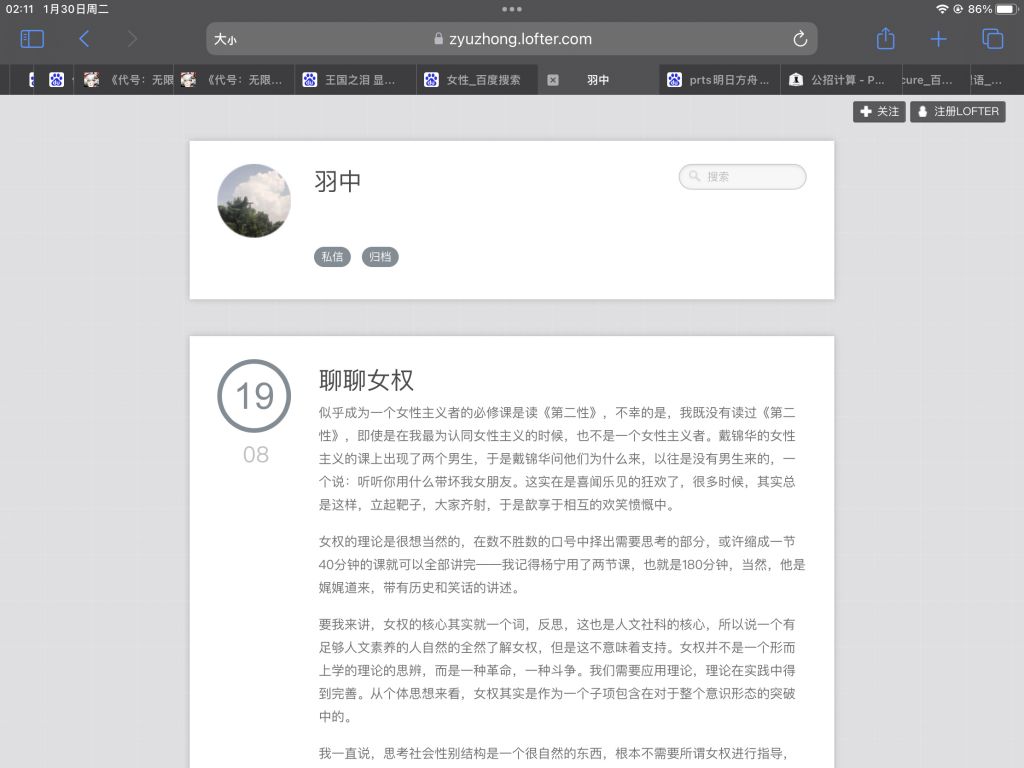 02:11 1月30日周二
86%
大小
zyuzhong.lofter.com
《代号：无限
《代号：无限...
王国之泪 显...
女性_百度搜索
羽中
prts明日方舟...
公招计算 - P...
cure_百...
语_...
关注
注册LOFTER
羽中
搜索
私信
归档
19
08
聊聊女权
似乎成为一个女性主义者的必修课是读《第二性》，不幸的是，我既没有读过《第二
性》，即使是在我最为认同女性主义的时候，也不是一个女性主义者。戴锦华的女性
主义的课上出现了两个男生，于是戴锦华问他们为什么来，以往是没有男生来的，一
个说：听听你用什么带坏我女朋友。这实在是喜闻乐见的狂欢了，很多时候，其实总
是这样，立起靶子，大家齐射，于是歆享于相互的欢笑愤慨中。
女权的理论是很想当然的，在数不胜数的口号中择出需要思考的部分，或许缩成一节
40分钟的课就可以全部讲完——我记得杨宁用了两节课，也就是180分钟，当然，他是
娓娓道来，带有历史和笑话的讲述。
要我来讲，女权的核心其实就一个词，反思，这也是人文社科的核心，所以说一个有
足够人文素养的人自然的全然了解女权，但是这不意味着支持。女权并不是一个形而
上学的理论的思辨，而是一种革命，一种斗争。我们需要应用理论，理论在实践中得
到完善。从个体思想来看，女权其实是作为一个子项包含在对于整个意识形态的突破
中的。
我一直说，思考社会性别结构是一个很自然的东西，根本不需要所谓女权进行指导，